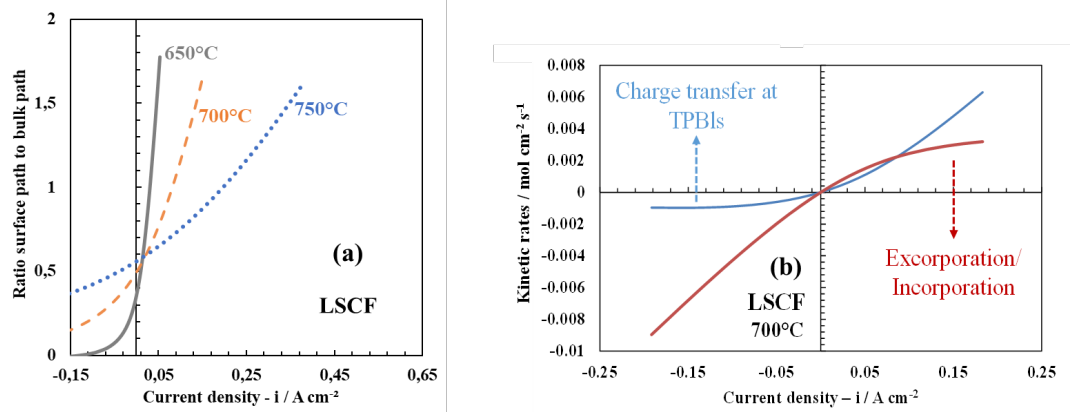 2
1,5
1
0,5
0
-0,15
0,05
0,25
0,45
0,65
Ratio surface path to bulk path
Current density - i / A cm⁻²
650°C
700°C
750°C
(a)
LSCF
0.008
0.006
0.004
0.002
0
-0.002
-0.004
-0.006
-0.008
-0.01
-0.25
-0.15
-0.05
0.05
0.15
0.25
Kinetic rates / mol cm⁻² s⁻¹
Current density – i / A cm⁻²
Charge transfer at
TPBls
Excorporation/
Incorporation
(b)
LSCF
700°C